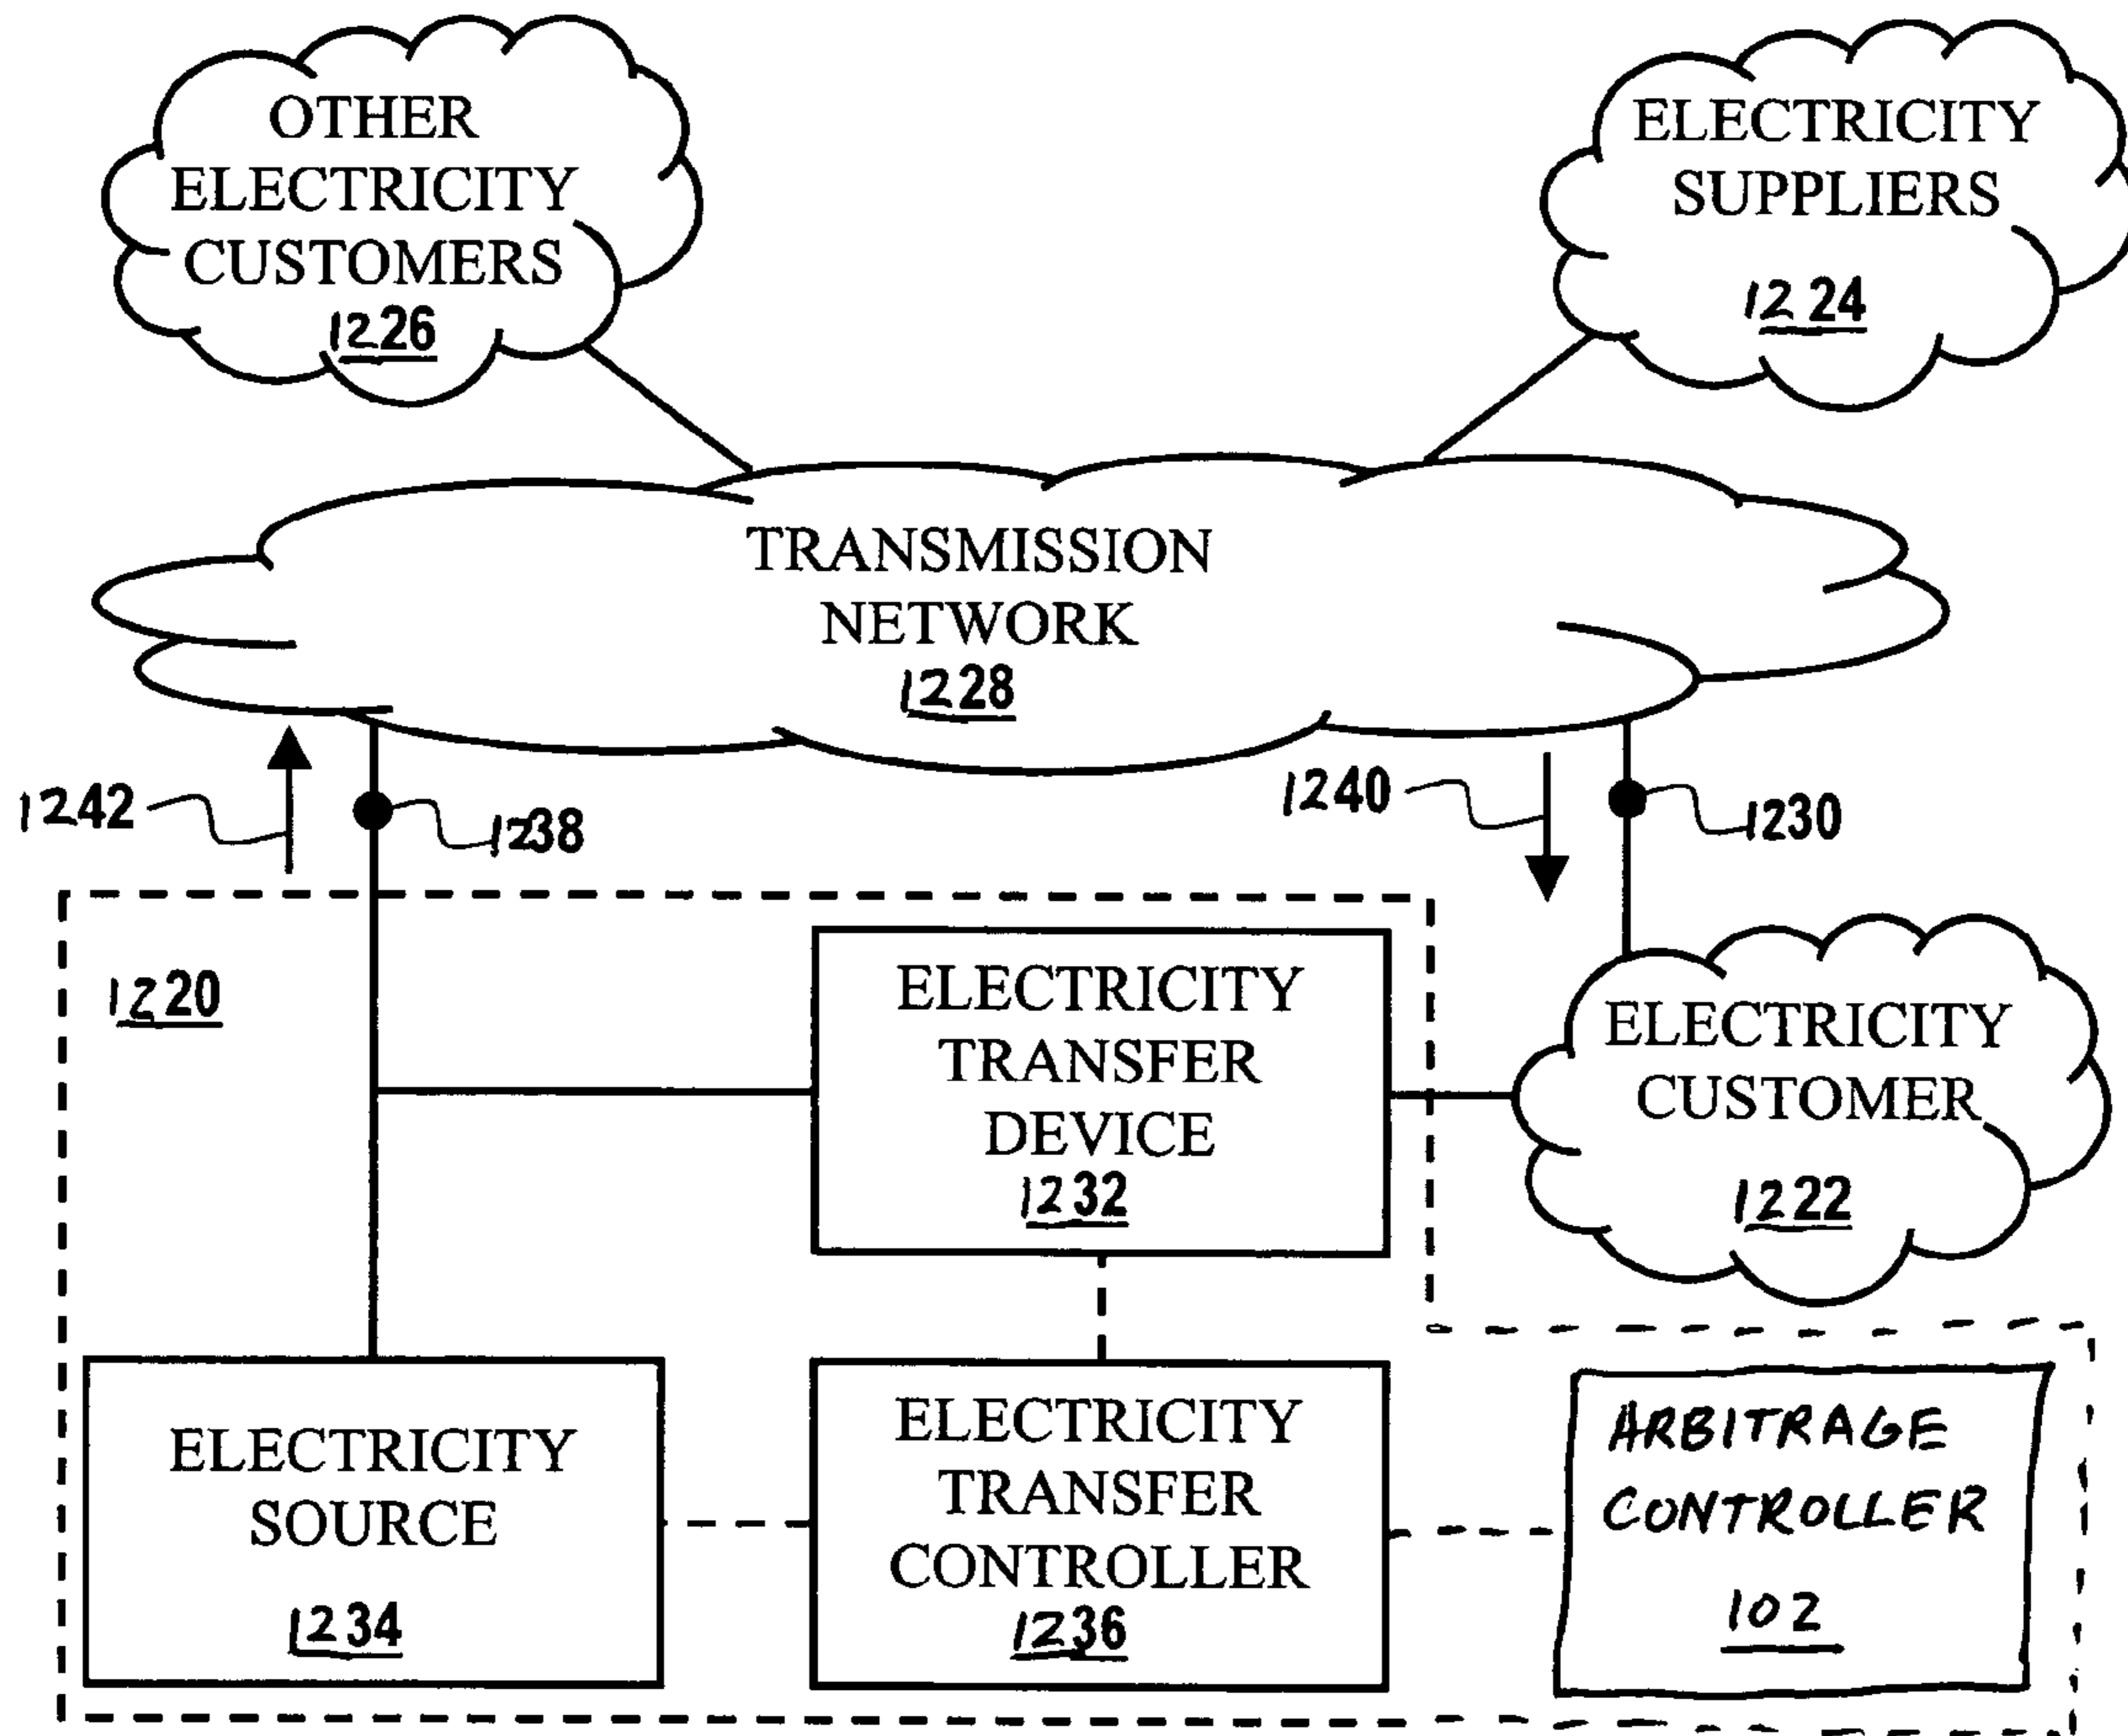 OTHER
ELECTRICITY
CUSTOMERS
1226
ELECTRICITY
SUPPLIERS
1224
TRANSMISSION
NETWORK
1228
1242
1238
1240
1230
1220
ELECTRICITY
TRANSFER
DEVICE
1232
ELECTRICITY
CUSTOMER
1222
ELECTRICITY
SOURCE
1234
ELECTRICITY
TRANSFER
CONTROLLER
1236
ARBITRAGE
CONTROLLER
102